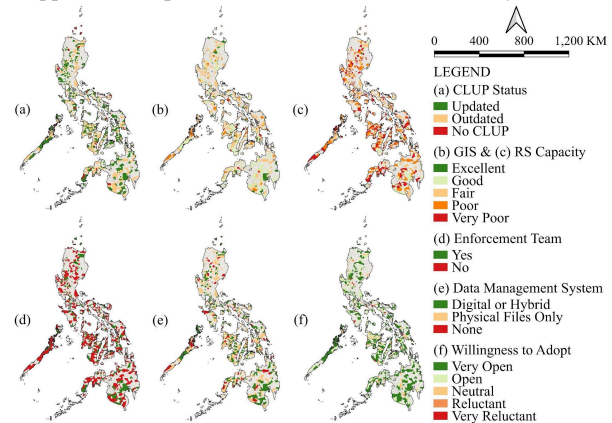 0 400 800 1,200 KM
LEGEND
(a) CLUP Status
Updated
Outdated
No CLUP
(b) GIS & (c) RS Capacity
Excellent
Good
Fair
Poor
Very Poor
(d) Enforcement Team
Yes
No
(e) Data Management System
Digital or Hybrid
Physical Files Only
None
(f) Willingness to Adopt
Very Open
Open
Neutral
Reluctant
Very Reluctant
(a) (b) (c)
(d) (e) (f)